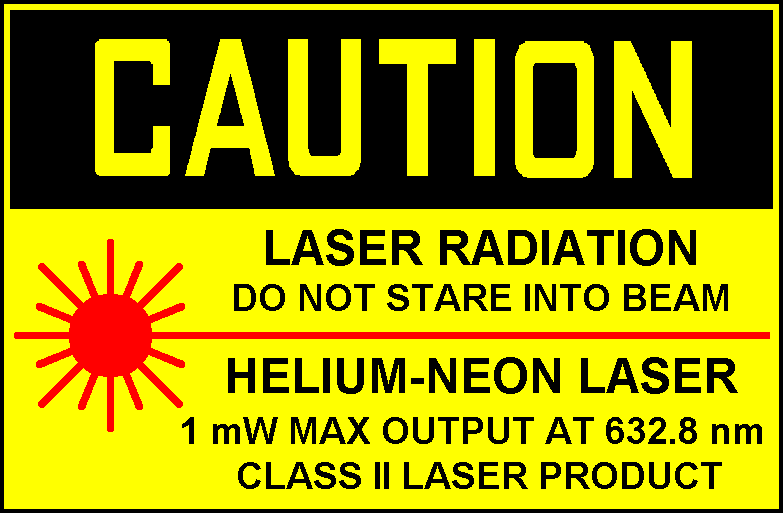 CAUTION
LASER RADIATION
DO NOT STARE INTO BEAM
HELIUM-NEON LASER
1 mW MAX OUTPUT AT 632.8 nm
CLASS II LASER PRODUCT